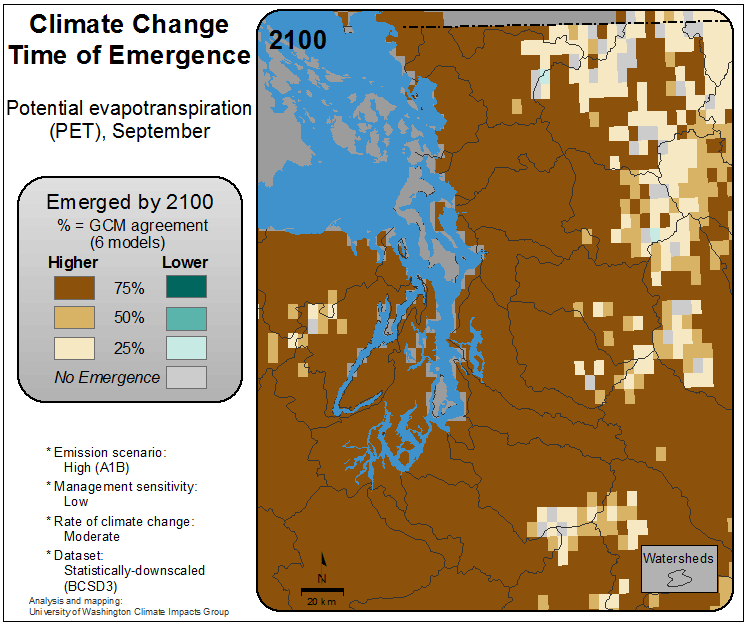 Climate Change
Time of Emergence
Potential evapotranspiration
(PET), September
Emerged by 2100
% = GCM agreement
(6 models)
Higher Lower
75%
50%
25%
No Emergence
* Emission scenario:
High (A1B)
* Management sensitivity:
Low
* Rate of climate change:
Moderate
* Dataset:
Statistically-downscaled
(BCSD3)
Analysis and mapping:
University of Washington Climate Impacts Group
2100
N
20 km
Watersheds